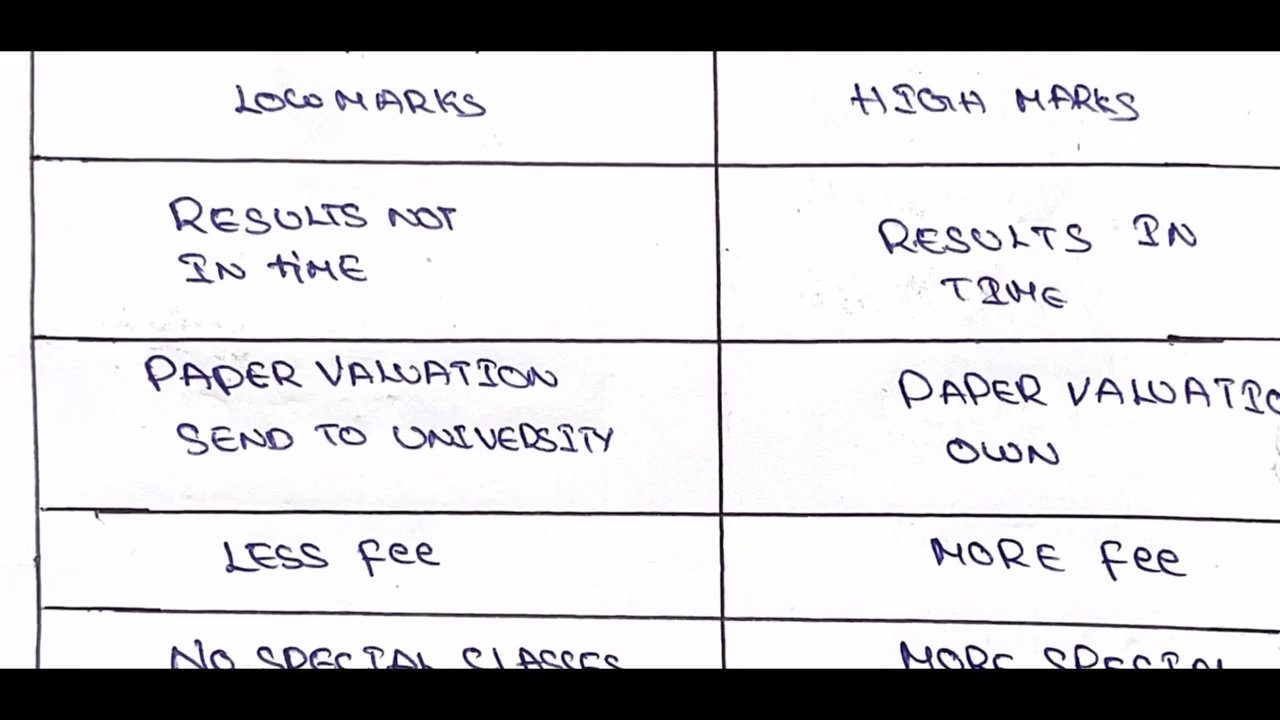 LOW MARKS
HIGH MARKS
RESULTS NOT
IN TIME
RESULTS IN
TIME
PAPER VALUATION
SEND TO UNIVERSITY
PAPER VALUATIO
OWN
LESS Fee
MORE Fee
NO SPECIAL CLASSES
MORE SPECIAL